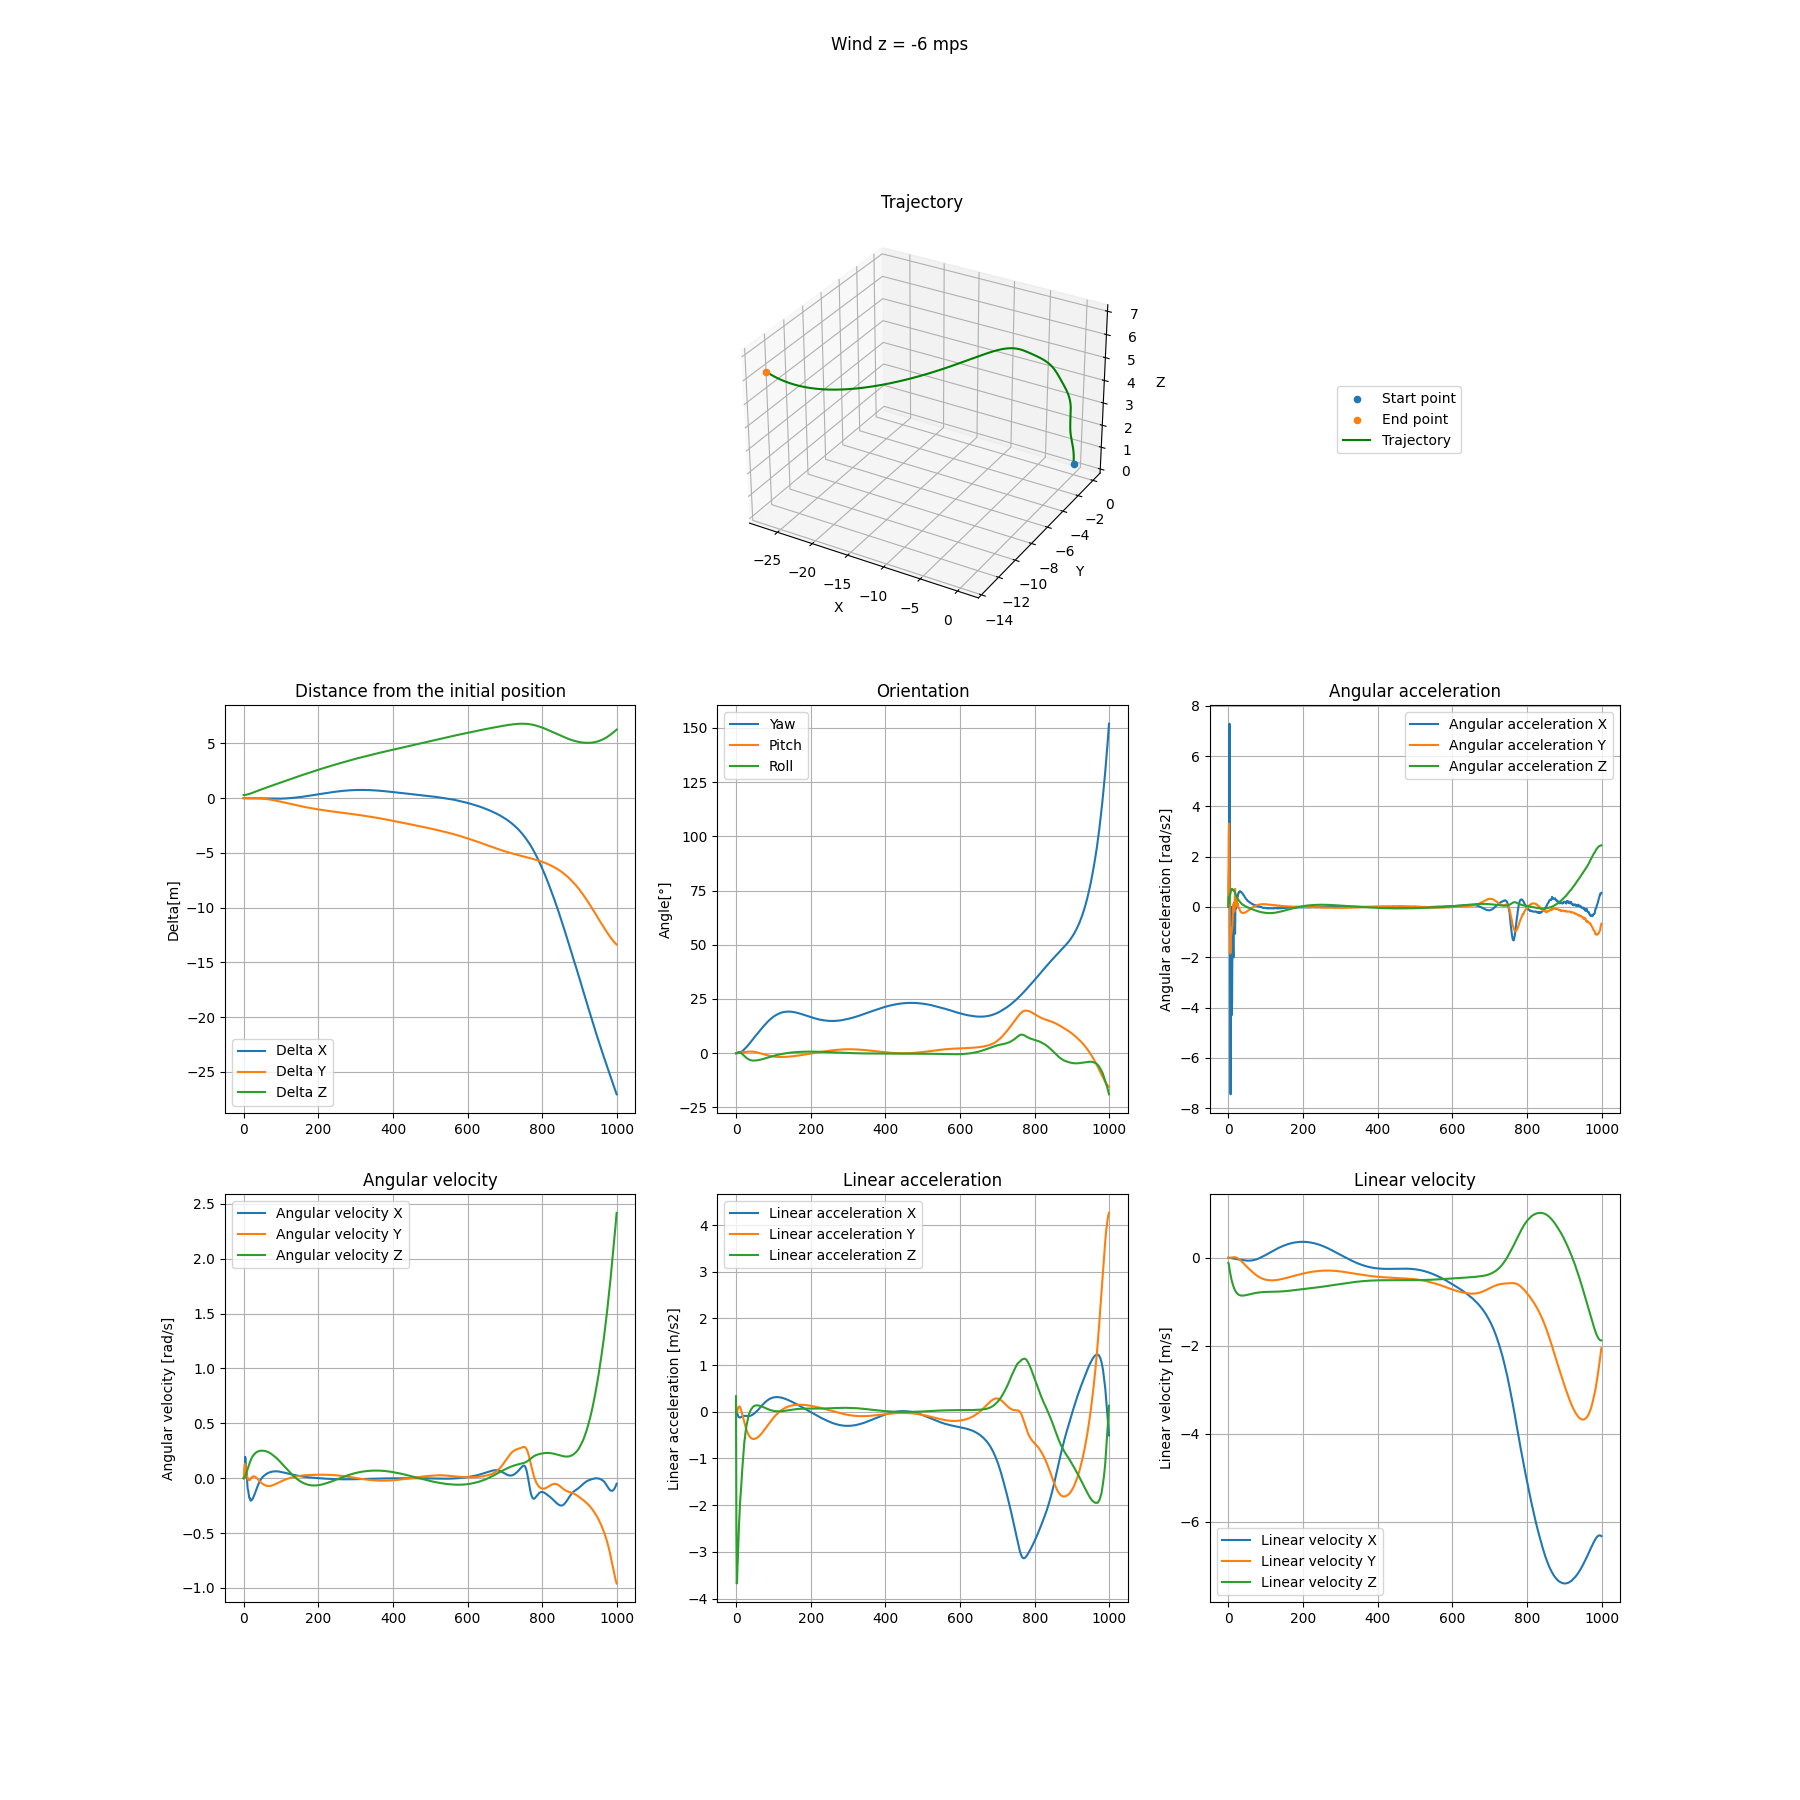 Wind z = -6 mps
Trajectory
7
6
5
4
3
2
1
0
Z
0
−2
−4
−6
−8
−10
−12
−14
Y
−25
−20
−15
−10
−5
0
X
Start point
End point
Trajectory
Distance from the initial position
Delta[m]
5
0
−5
−10
−15
−20
−25
Delta X
Delta Y
Delta Z
0 200 400 600 800 1000
Orientation
Angle[°]
150
125
100
75
50
25
0
−25
Yaw
Pitch
Roll
0 200 400 600 800 1000
Angular acceleration
Angular acceleration [rad/s2]
8
6
4
2
0
−2
−4
−6
−8
Angular acceleration X
Angular acceleration Y
Angular acceleration Z
0 200 400 600 800 1000
Angular velocity
Angular velocity [rad/s]
2.5
2.0
1.5
1.0
0.5
0.0
−0.5
−1.0
Angular velocity X
Angular velocity Y
Angular velocity Z
0 200 400 600 800 1000
Linear acceleration
Linear acceleration [m/s2]
4
3
2
1
0
−1
−2
−3
−4
Linear acceleration X
Linear acceleration Y
Linear acceleration Z
0 200 400 600 800 1000
Linear velocity
Linear velocity [m/s]
0
−2
−4
−6
Linear velocity X
Linear velocity Y
Linear velocity Z
0 200 400 600 800 1000